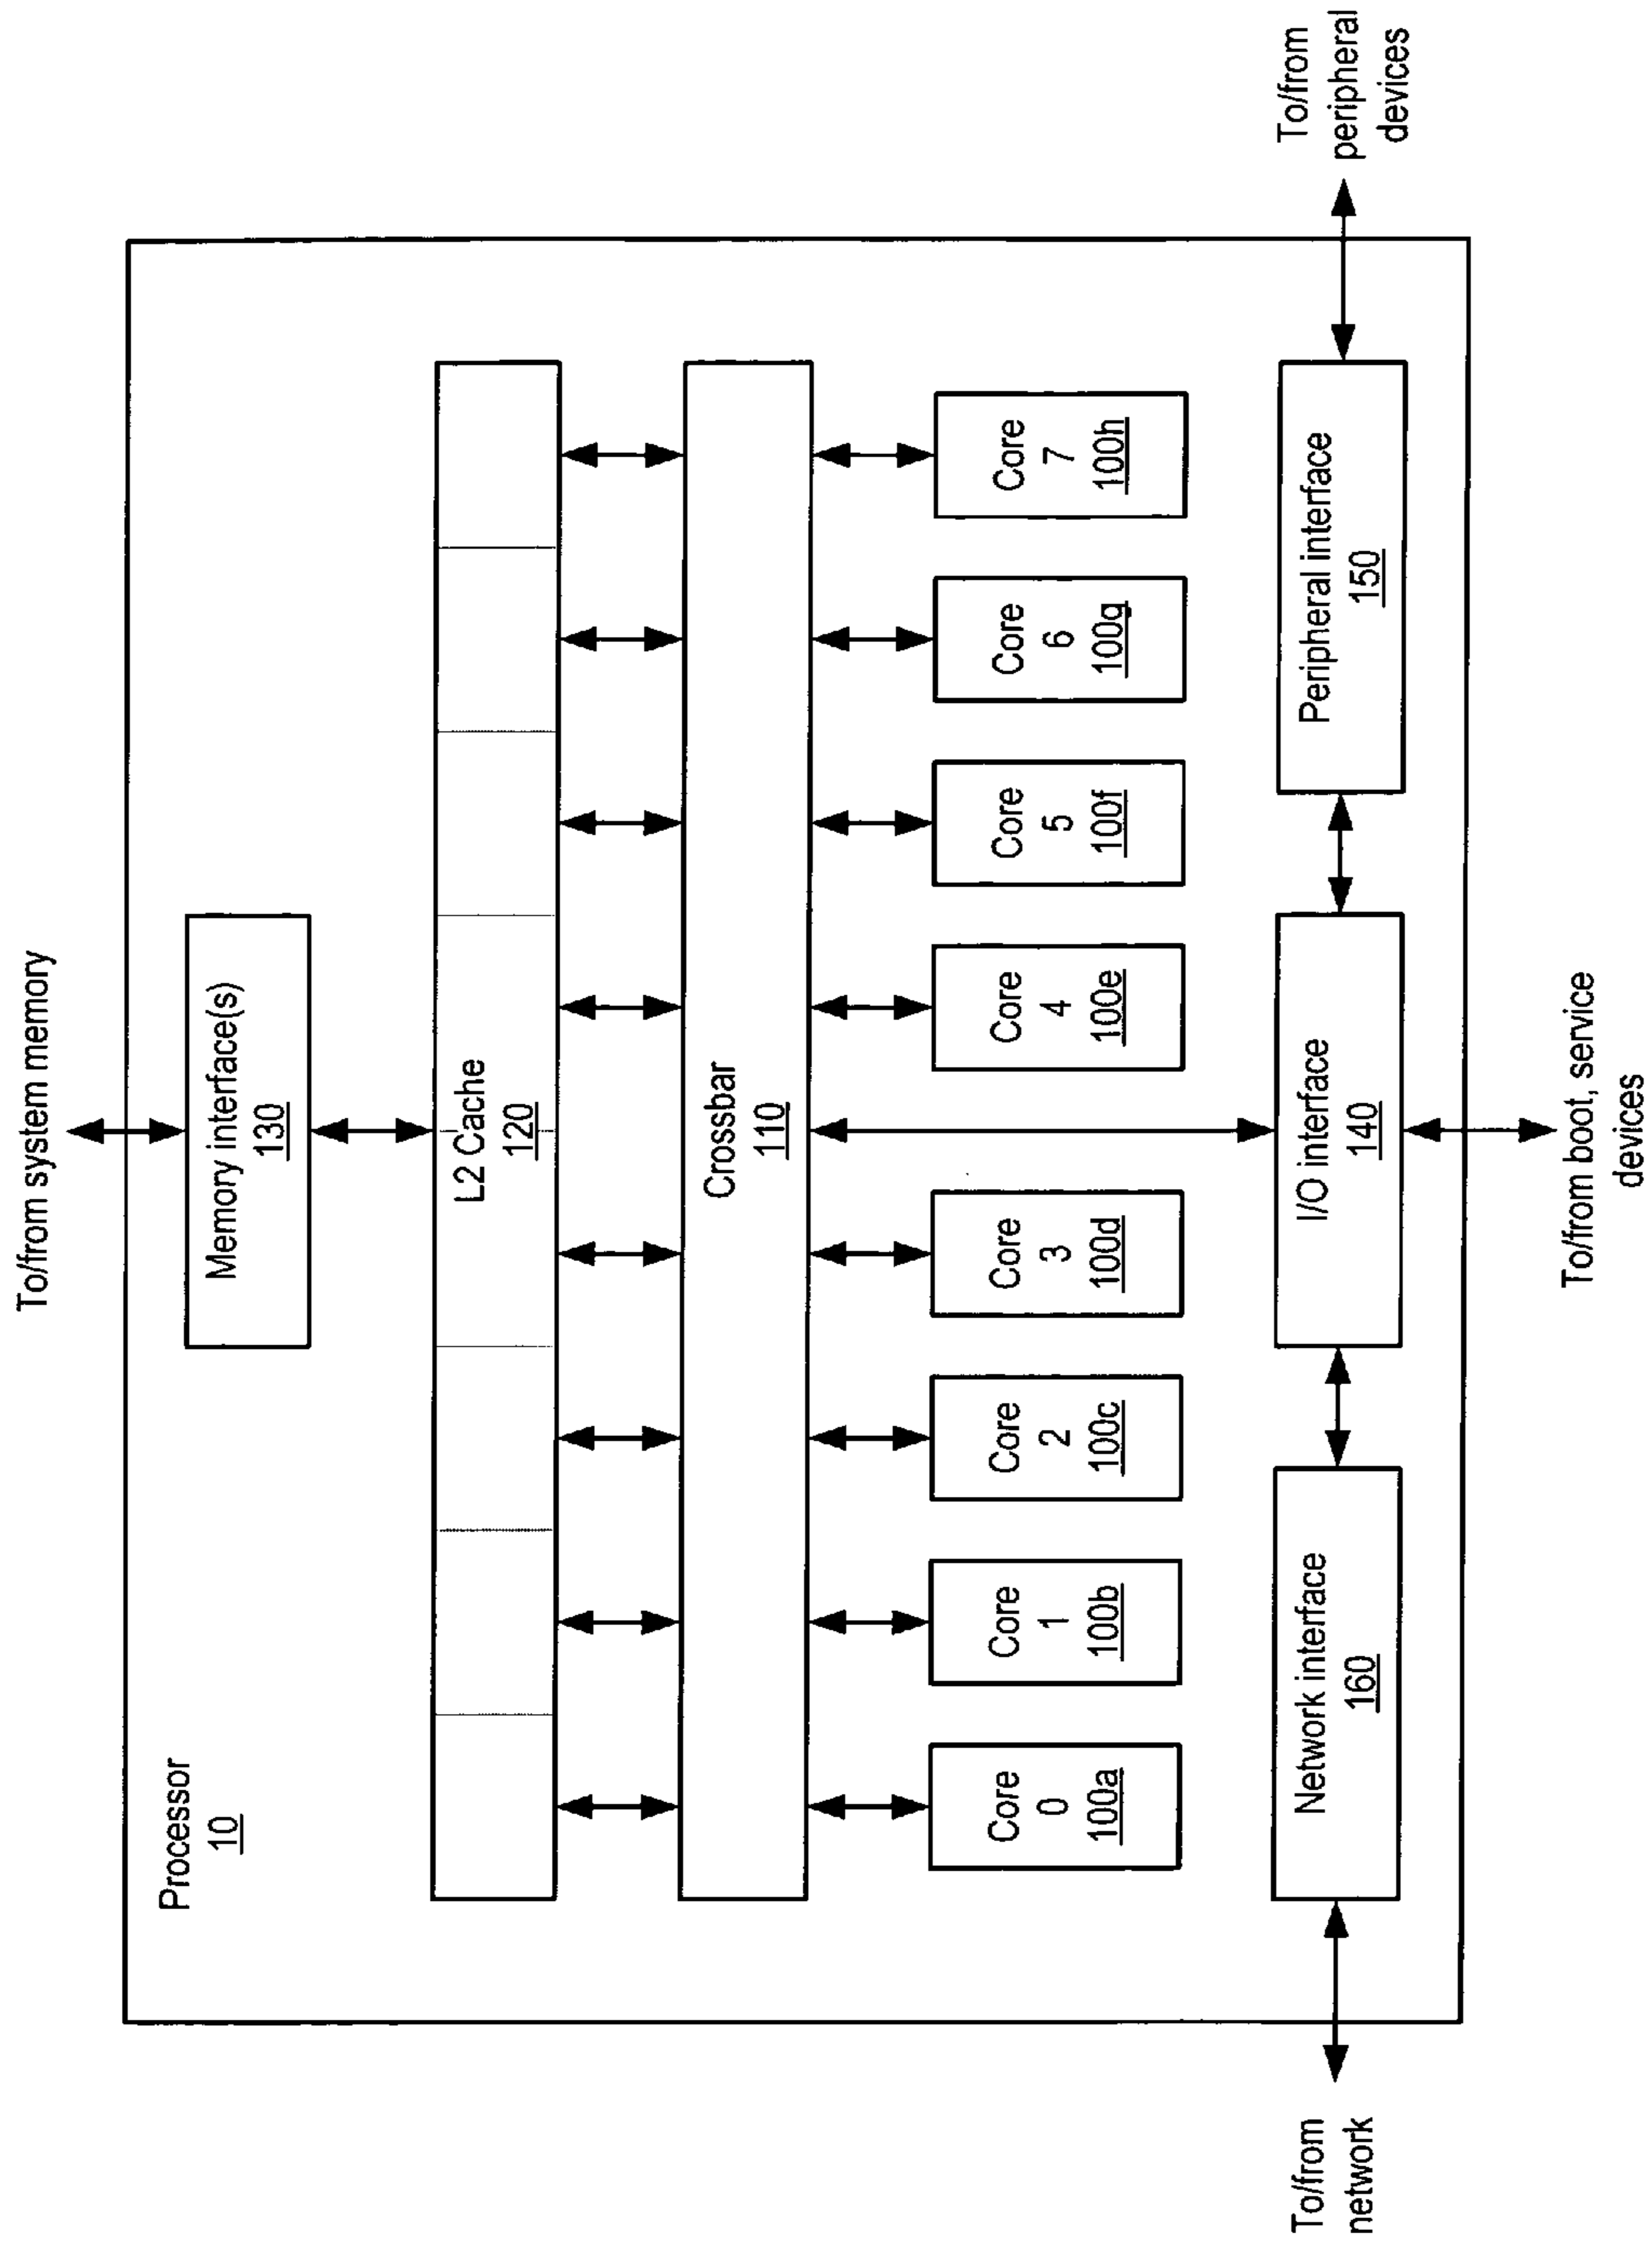 To/from system memory
Processor
10
Memory interface(s)
130
L2 Cache
120
Crossbar
110
Core
0
100a
Core
1
100b
Core
2
100c
Core
3
100d
Core
4
100e
Core
5
100f
Core
6
100g
Core
7
100h
Network interface
160
I/O interface
140
Peripheral interface
150
To/from
network
To/from boot, service
devices
To/from
peripheral
devices